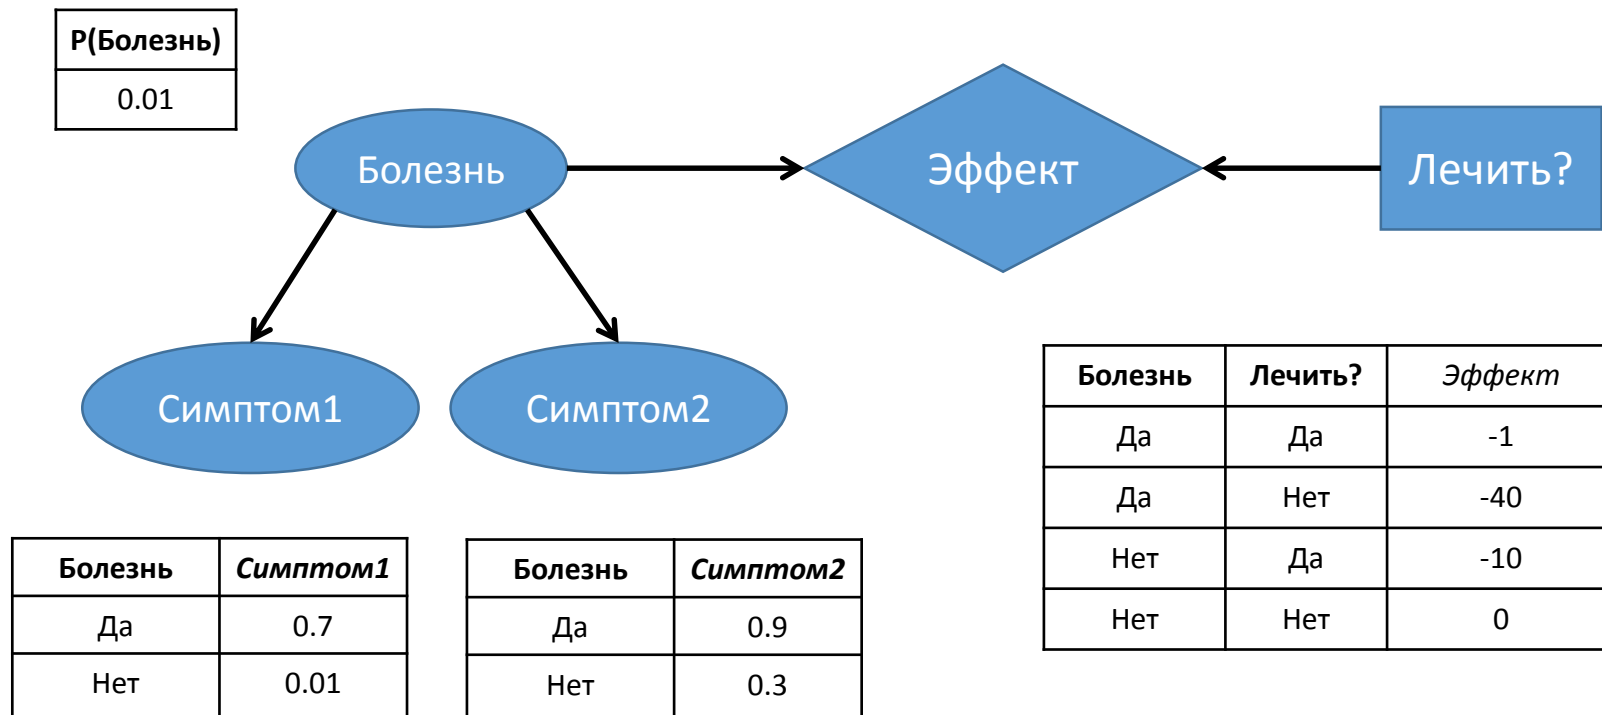 P(Болезнь)
0.01
Болезнь
Эффект
Лечить?
Симптом1
Симптом2
Болезнь Лечить? Эффект
Да Да -1
Да Нет -40
Нет Да -10
Нет Нет 0
Болезнь Симптом1
Да 0.7
Нет 0.01
Болезнь Симптом2
Да 0.9
Нет 0.3